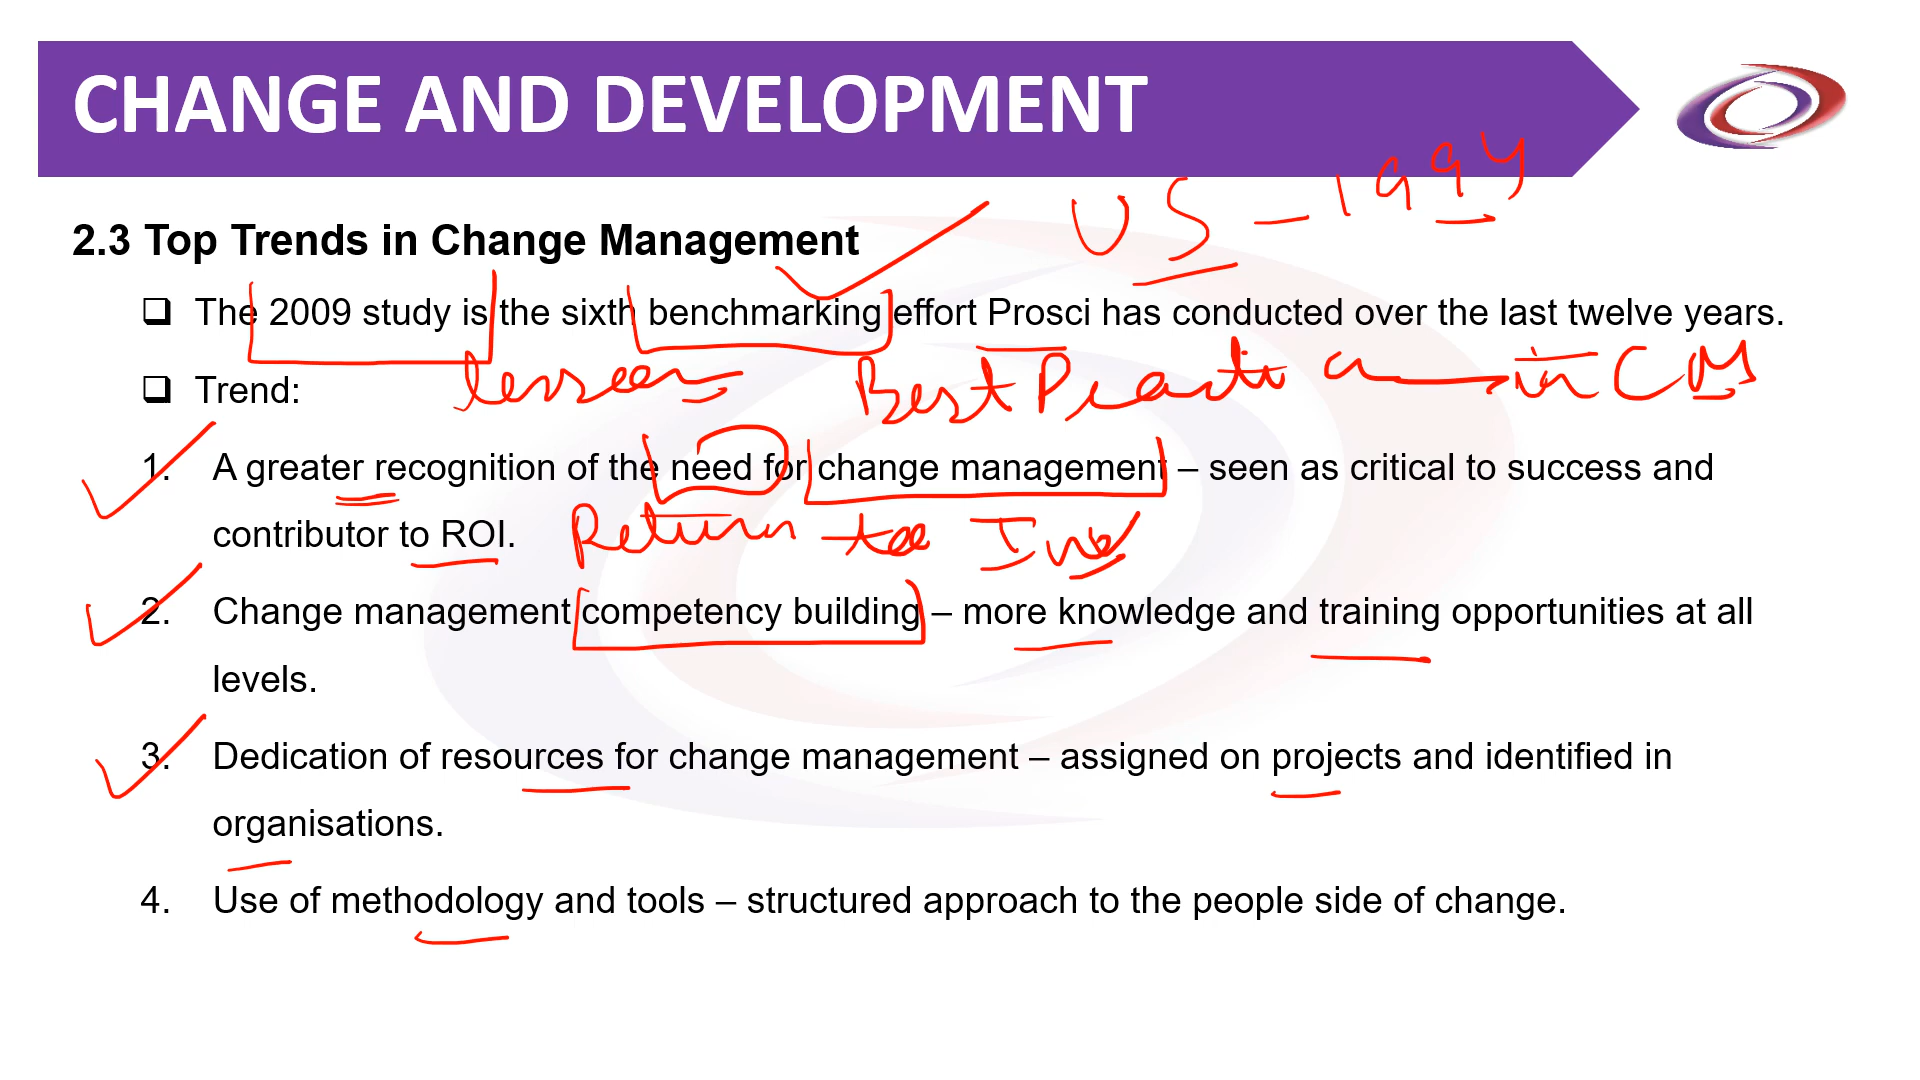 CHANGE AND DEVELOPMENT
US - 1994
2.3 Top Trends in Change Management
❑ The 2009 study is the sixth benchmarking effort Prosci has conducted over the last twelve years.
❑ Trend:
Best in CM
1. A greater recognition of the need for change management – seen as critical to success and
contributor to ROI.
Return to Inv
2. Change management competency building – more knowledge and training opportunities at all
levels.
3. Dedication of resources for change management – assigned on projects and identified in
organisations.
4. Use of methodology and tools – structured approach to the people side of change.